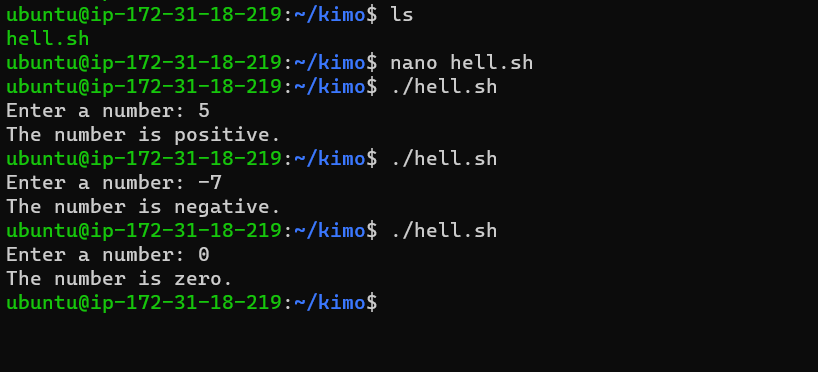 ubuntu@ip-172-31-18-219:~/kimo$ ls
hell.sh
ubuntu@ip-172-31-18-219:~/kimo$ nano hell.sh
ubuntu@ip-172-31-18-219:~/kimo$ ./hell.sh
Enter a number: 5
The number is positive.
ubuntu@ip-172-31-18-219:~/kimo$ ./hell.sh
Enter a number: -7
The number is negative.
ubuntu@ip-172-31-18-219:~/kimo$ ./hell.sh
Enter a number: 0
The number is zero.
ubuntu@ip-172-31-18-219:~/kimo$